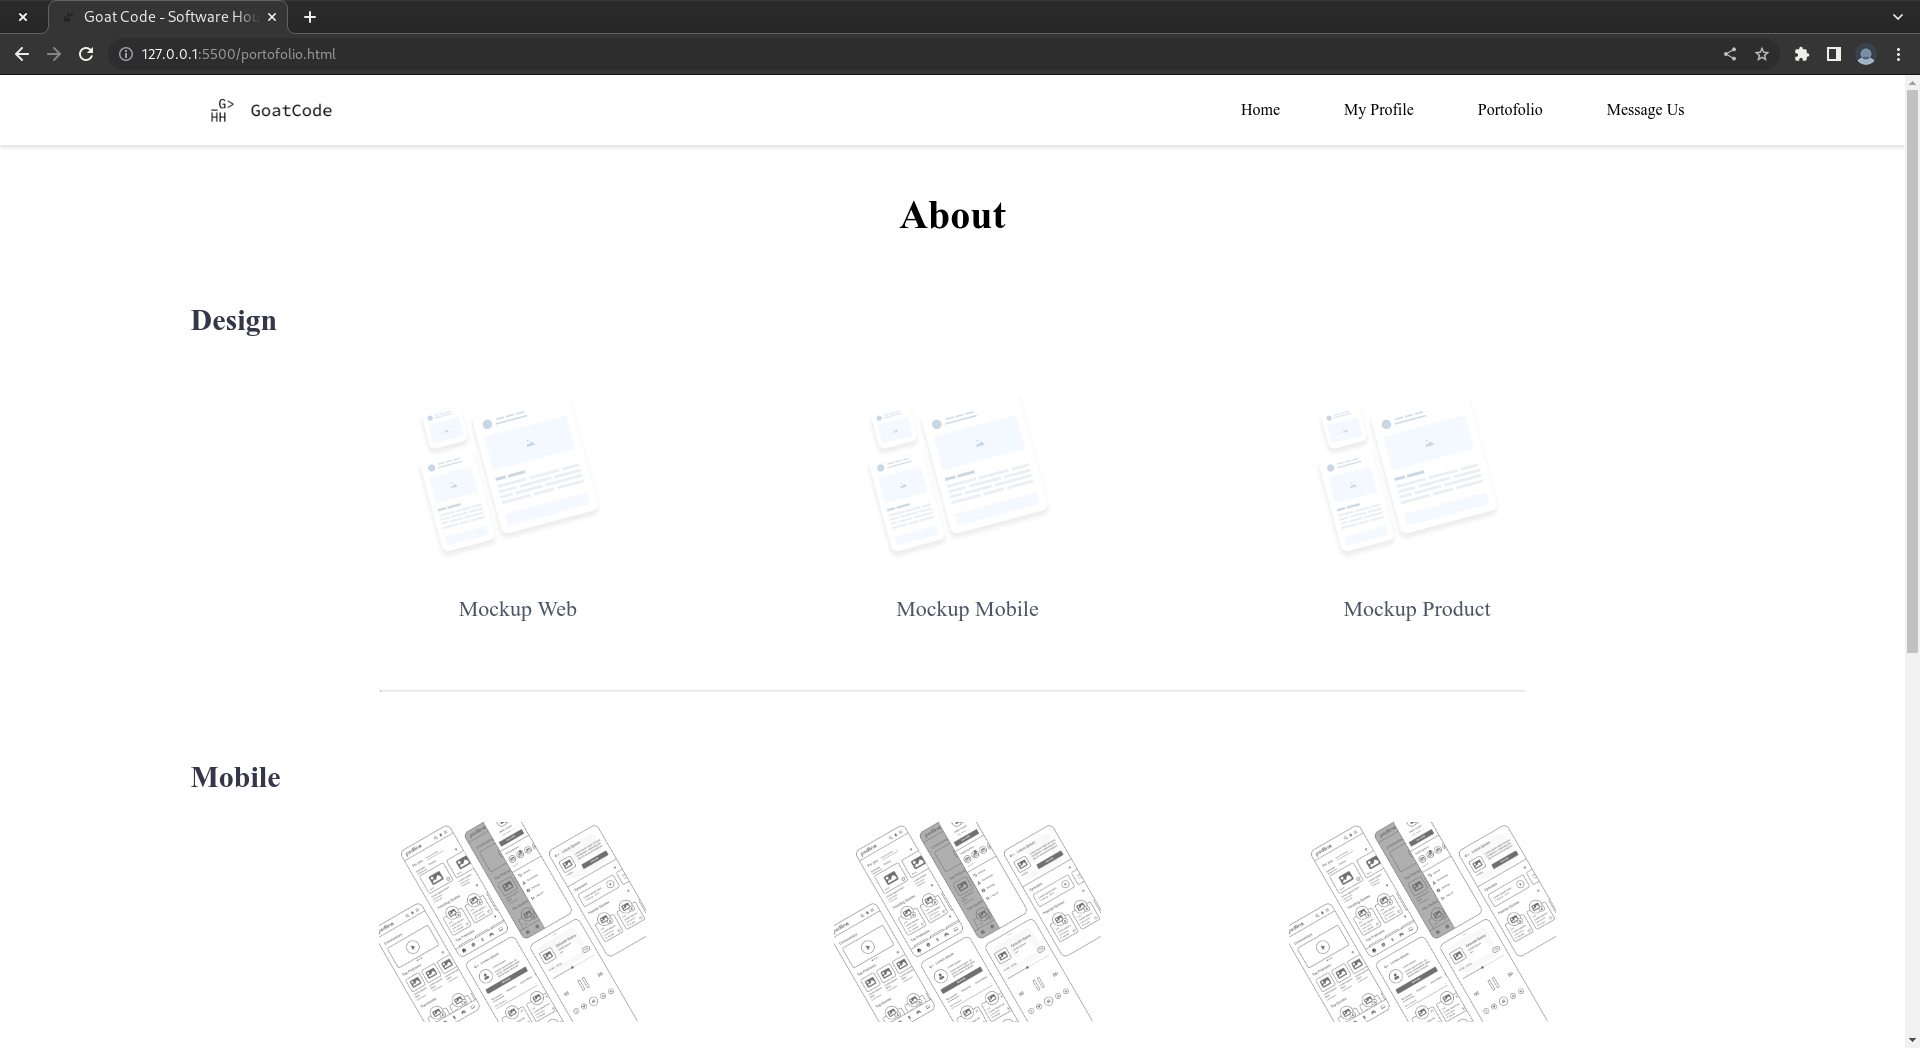 Goat Code - Software Hou
127.0.0.1:5500/portofolio.html
_G>
HH
GoatCode
Home
My Profile
Portofolio
Message Us
About
Design
Mockup Web
Mockup Mobile
Mockup Product
Mobile